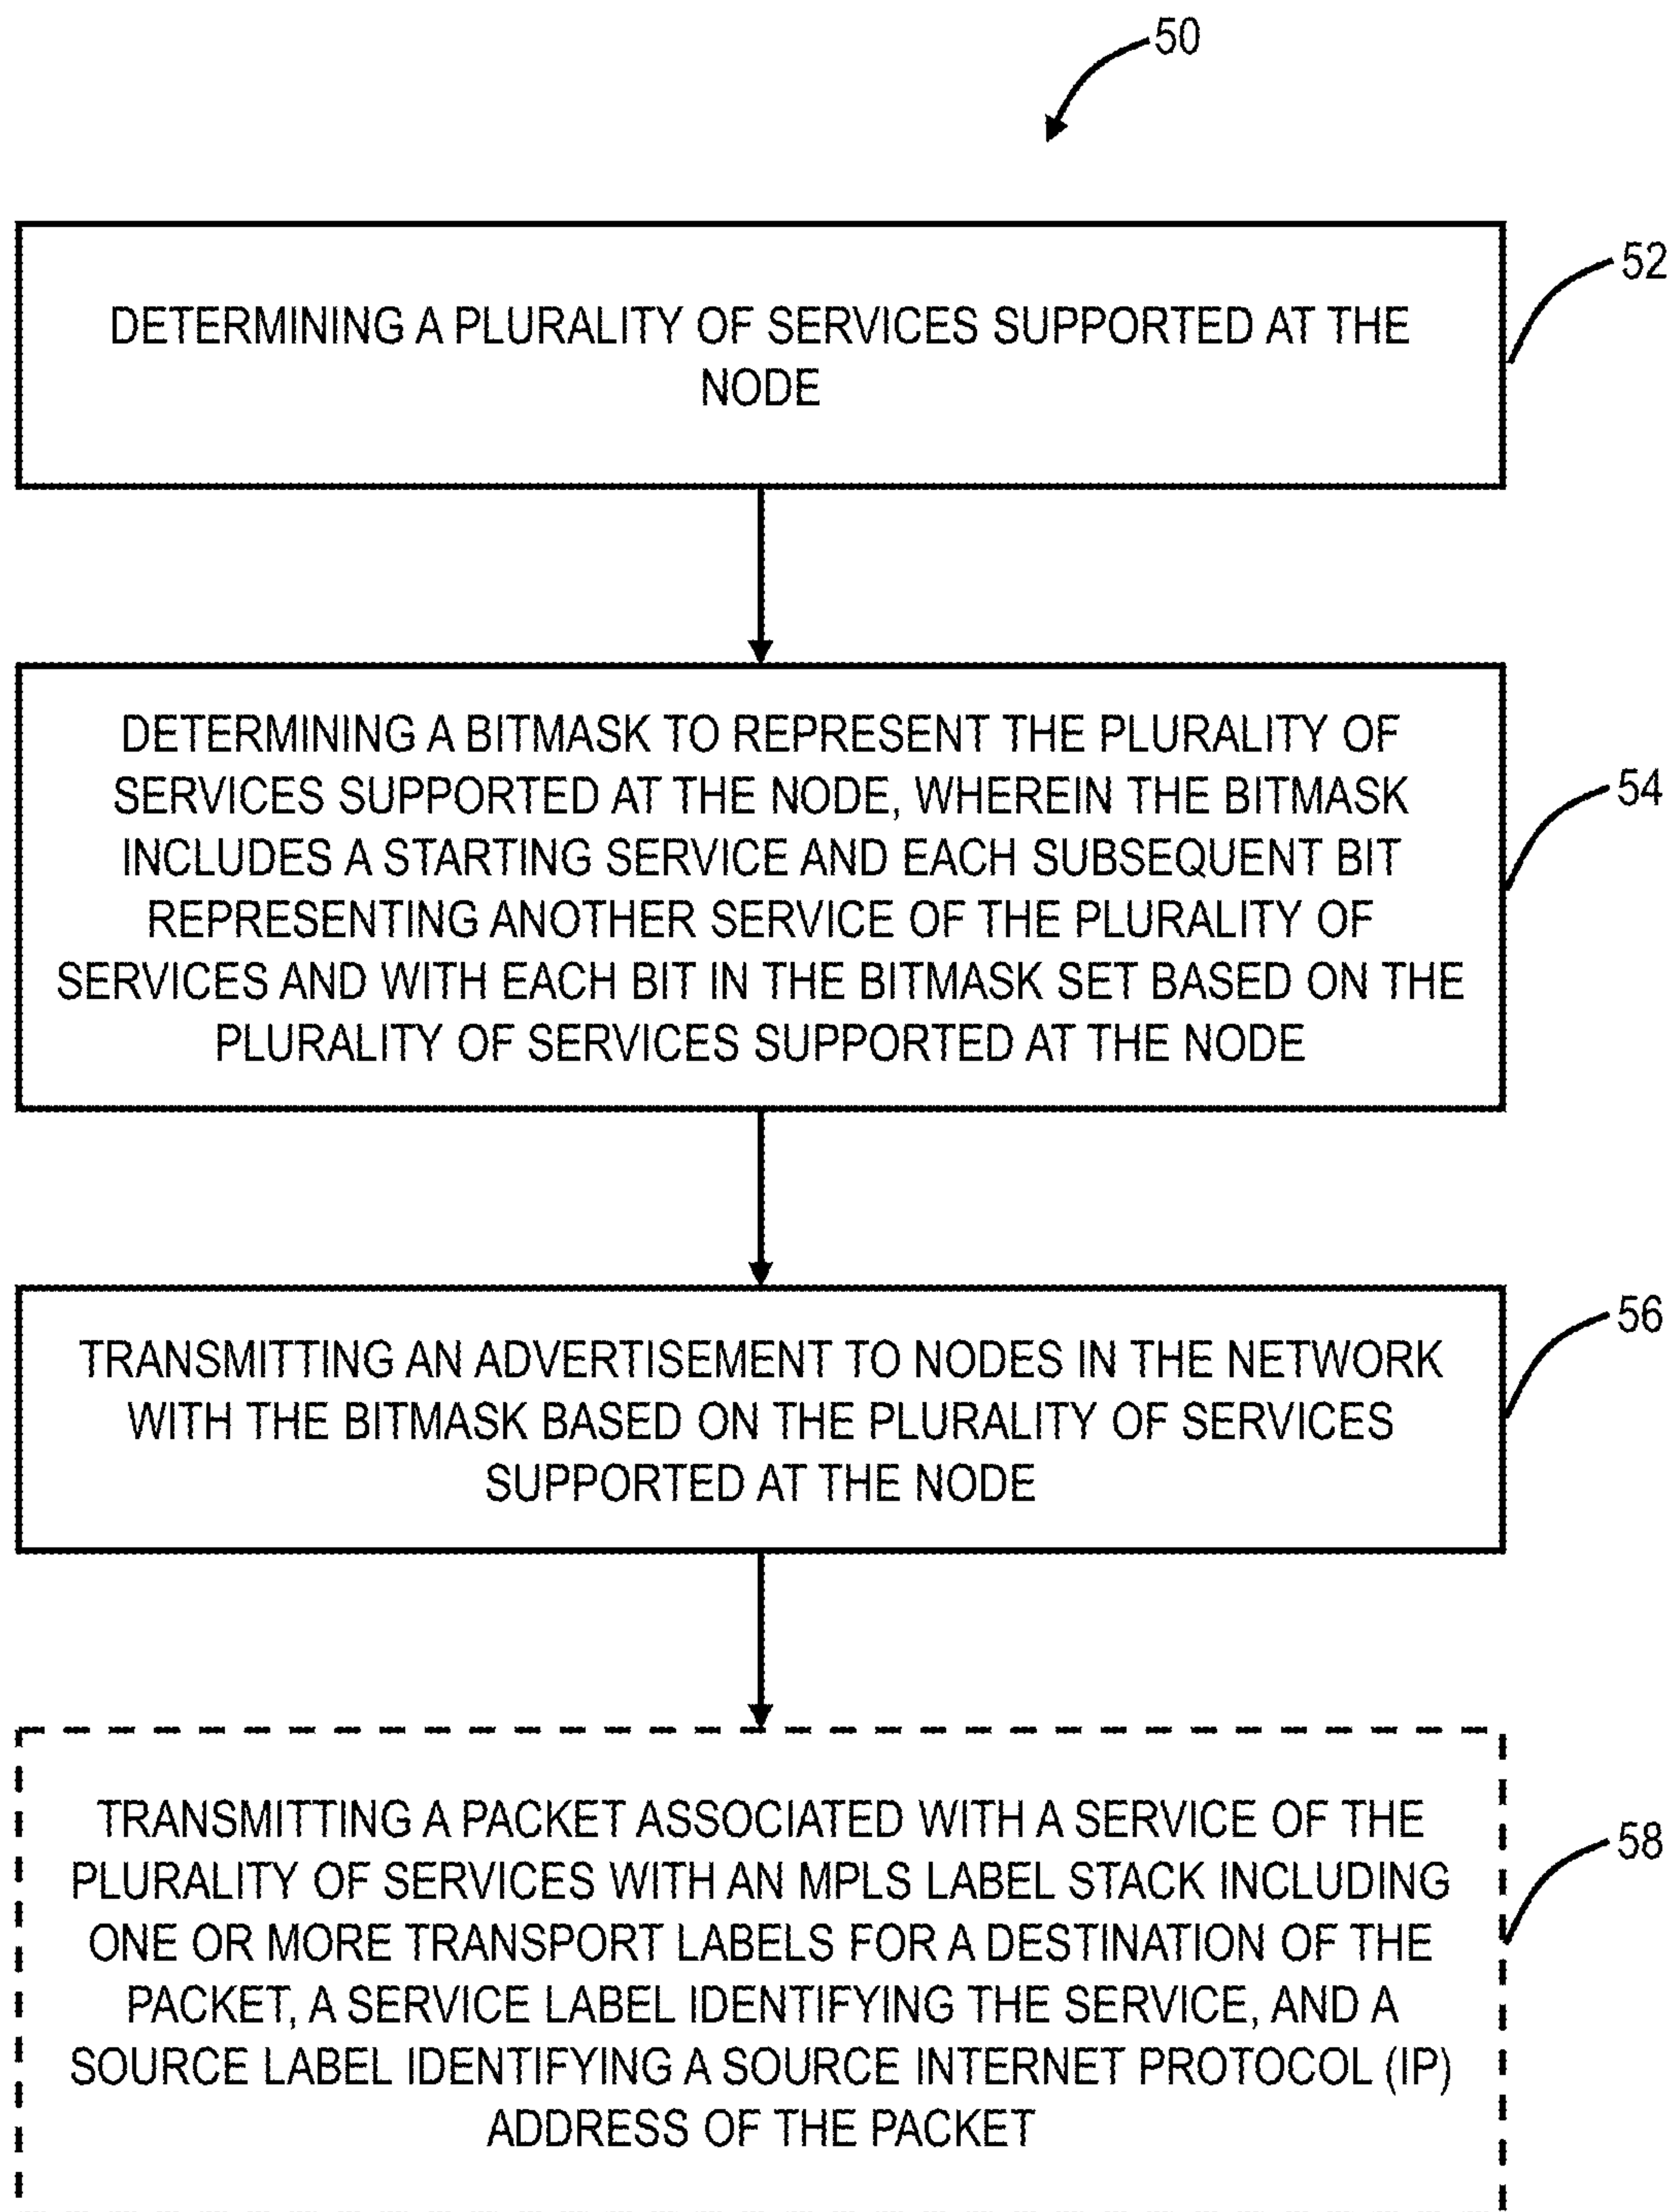 50
DETERMINING A PLURALITY OF SERVICES SUPPORTED AT THE
NODE
52
DETERMINING A BITMASK TO REPRESENT THE PLURALITY OF
SERVICES SUPPORTED AT THE NODE, WHEREIN THE BITMASK
INCLUDES A STARTING SERVICE AND EACH SUBSEQUENT BIT
REPRESENTING ANOTHER SERVICE OF THE PLURALITY OF
SERVICES AND WITH EACH BIT IN THE BITMASK SET BASED ON THE
PLURALITY OF SERVICES SUPPORTED AT THE NODE
54
TRANSMITTING AN ADVERTISEMENT TO NODES IN THE NETWORK
WITH THE BITMASK BASED ON THE PLURALITY OF SERVICES
SUPPORTED AT THE NODE
56
TRANSMITTING A PACKET ASSOCIATED WITH A SERVICE OF THE
PLURALITY OF SERVICES WITH AN MPLS LABEL STACK INCLUDING
ONE OR MORE TRANSPORT LABELS FOR A DESTINATION OF THE
PACKET, A SERVICE LABEL IDENTIFYING THE SERVICE, AND A
SOURCE LABEL IDENTIFYING A SOURCE INTERNET PROTOCOL (IP)
ADDRESS OF THE PACKET
58